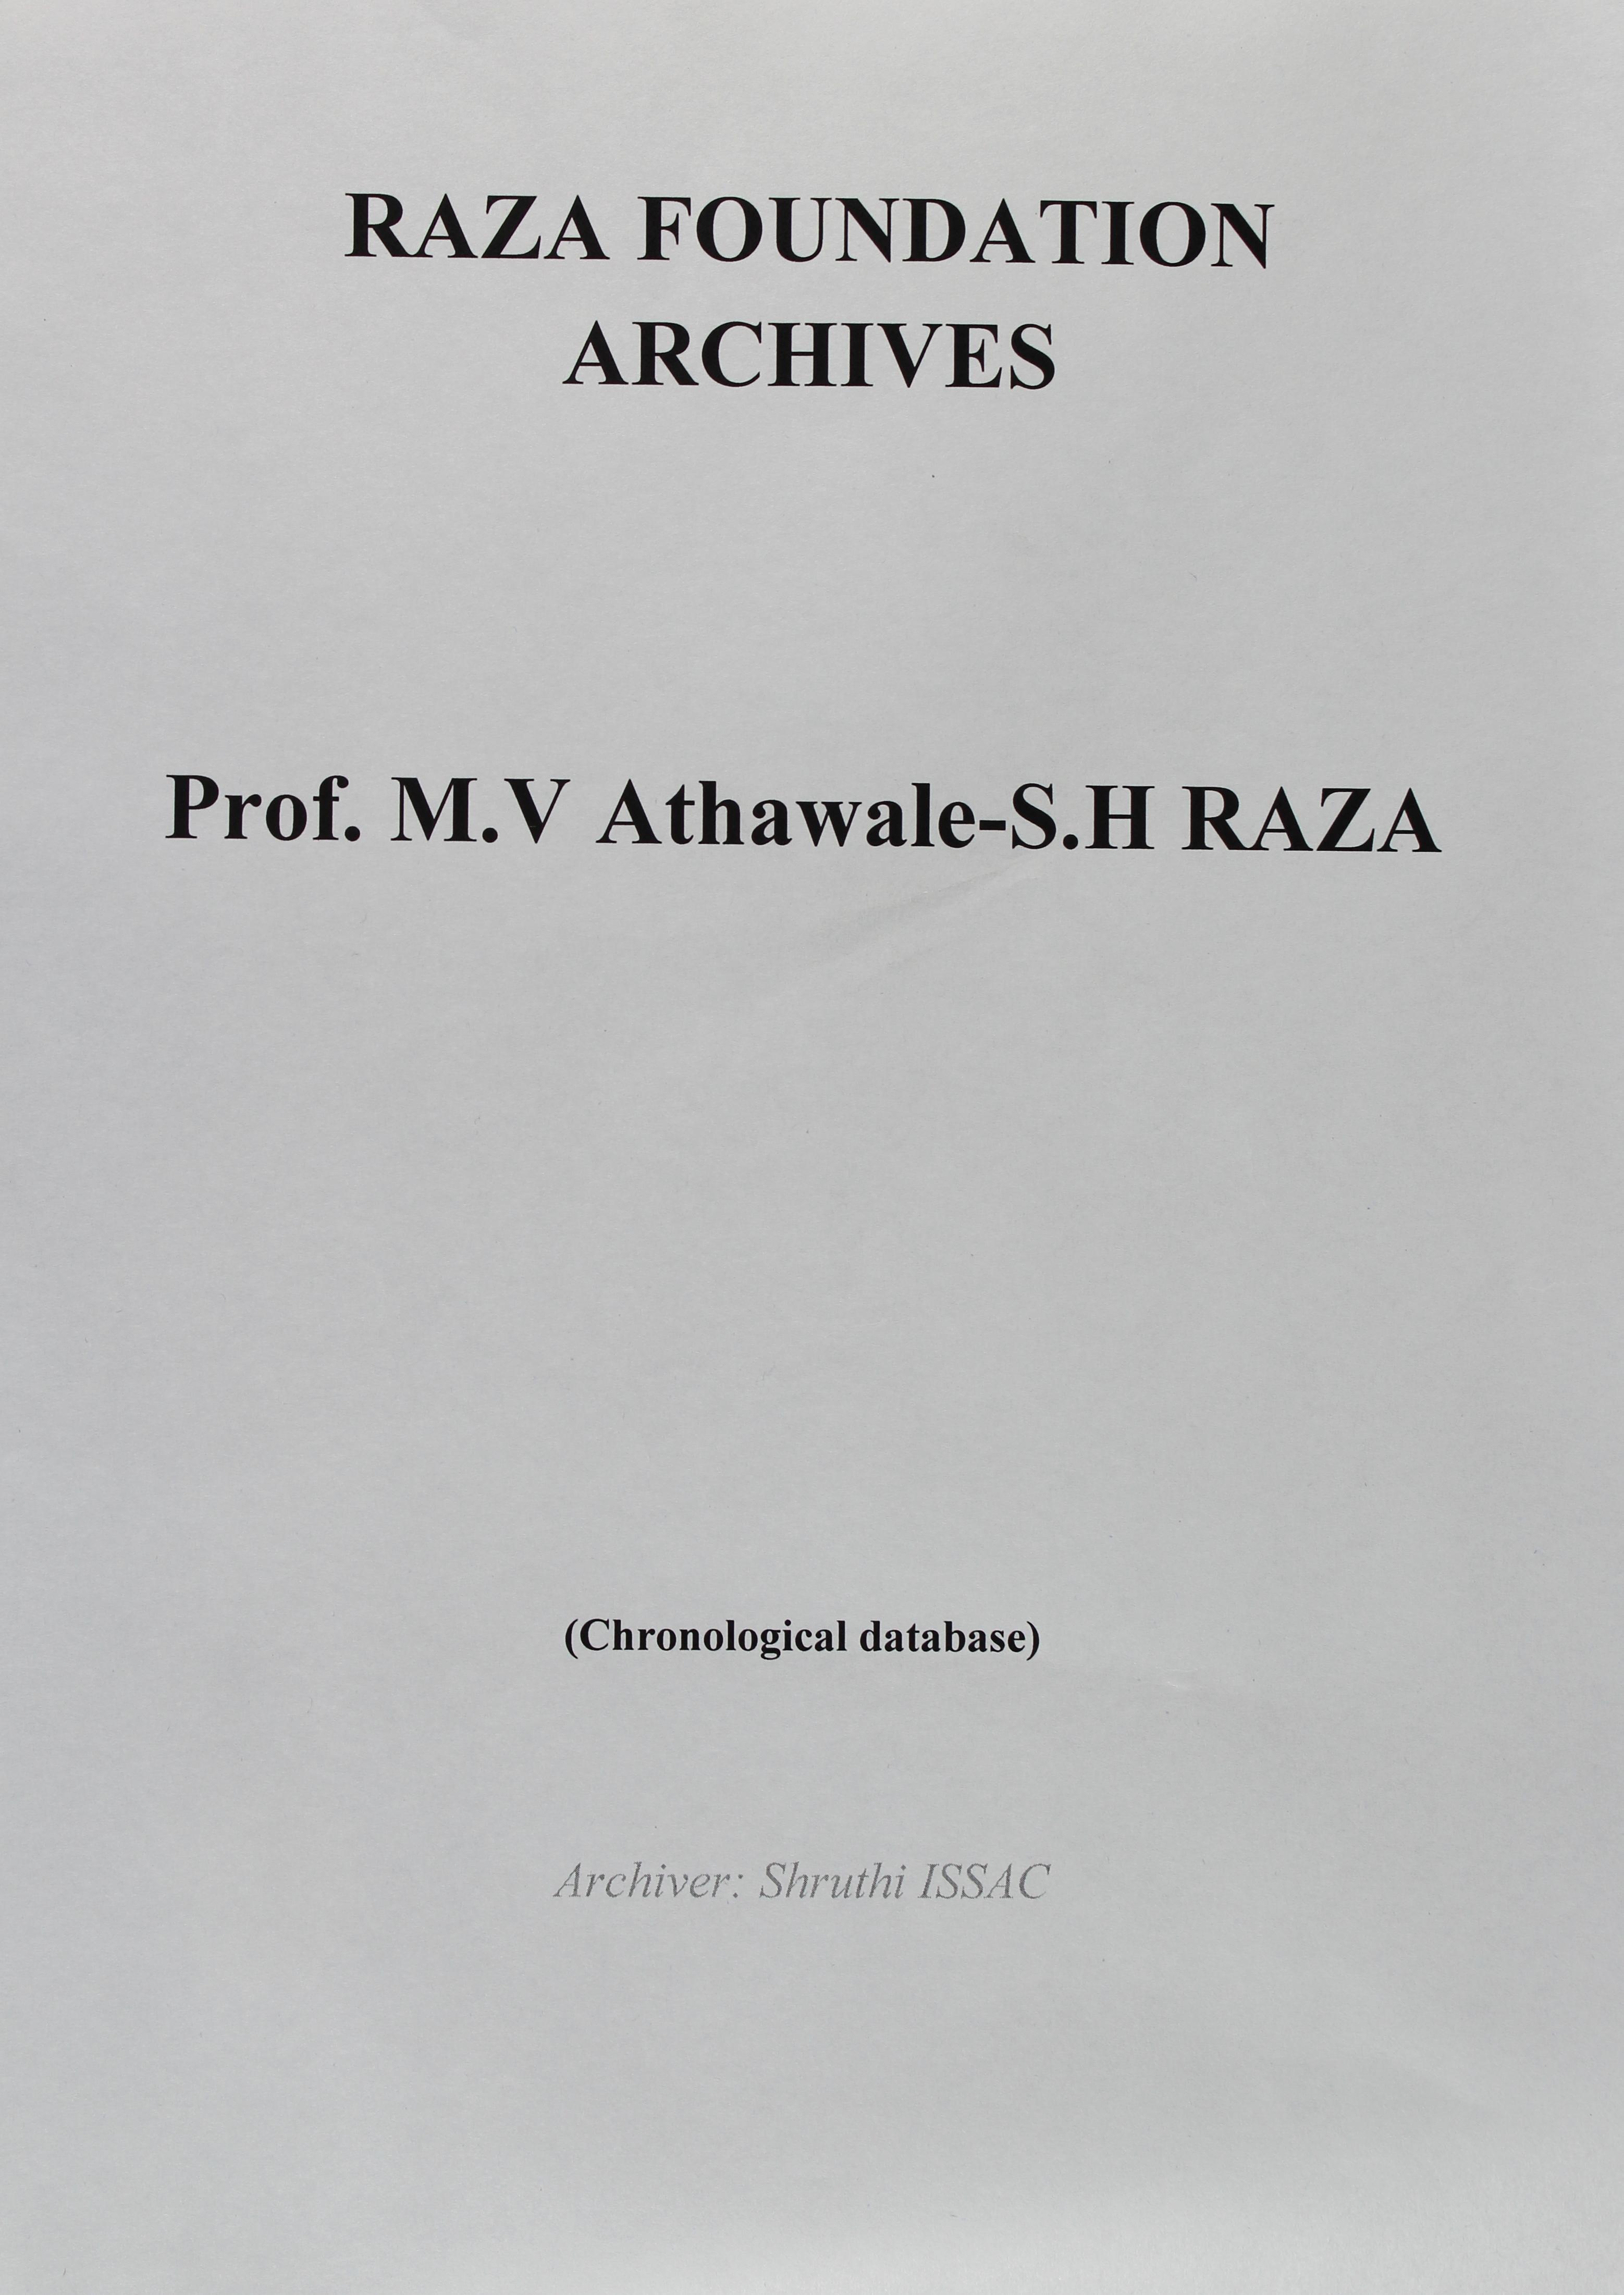 RAZA FOUNDATION
ARCHIVES
Prof. M.V Athawale-S.H RAZA
(Chronological database)
Archiver: Shruthi ISSAC